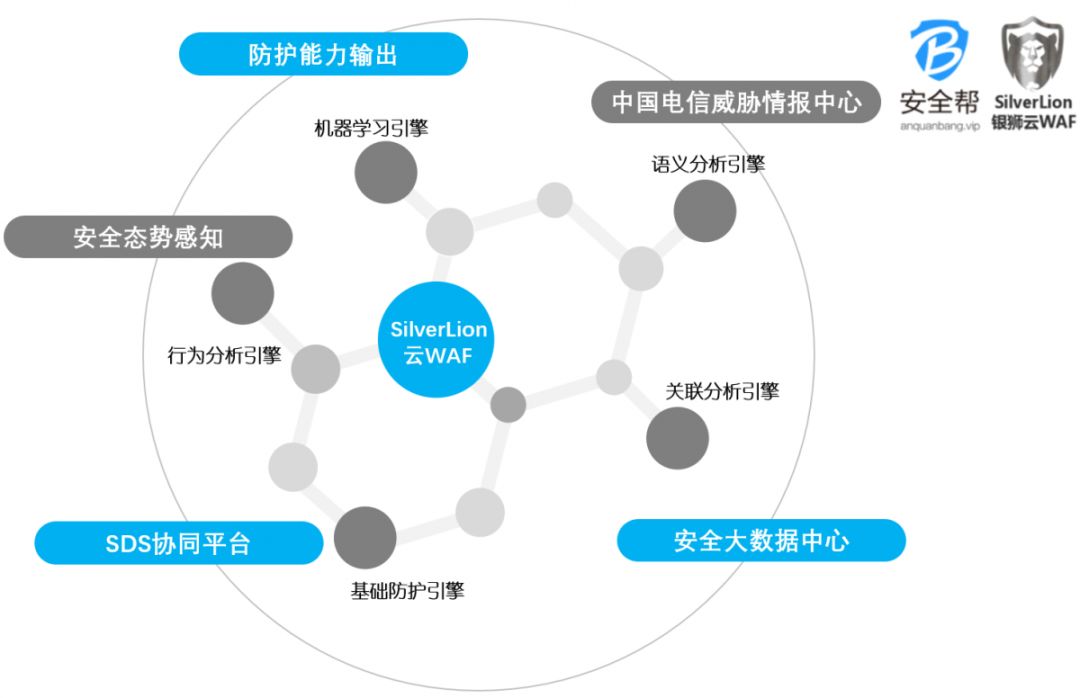 防护能力输出
中国电信威胁情报中心
安全帮
anquanbang.vip
SilverLion
银狮云WAF
机器学习引擎
语义分析引擎
安全态势感知
SilverLion
云WAF
行为分析引擎
关联分析引擎
SDS协同平台
安全大数据中心
基础防护引擎